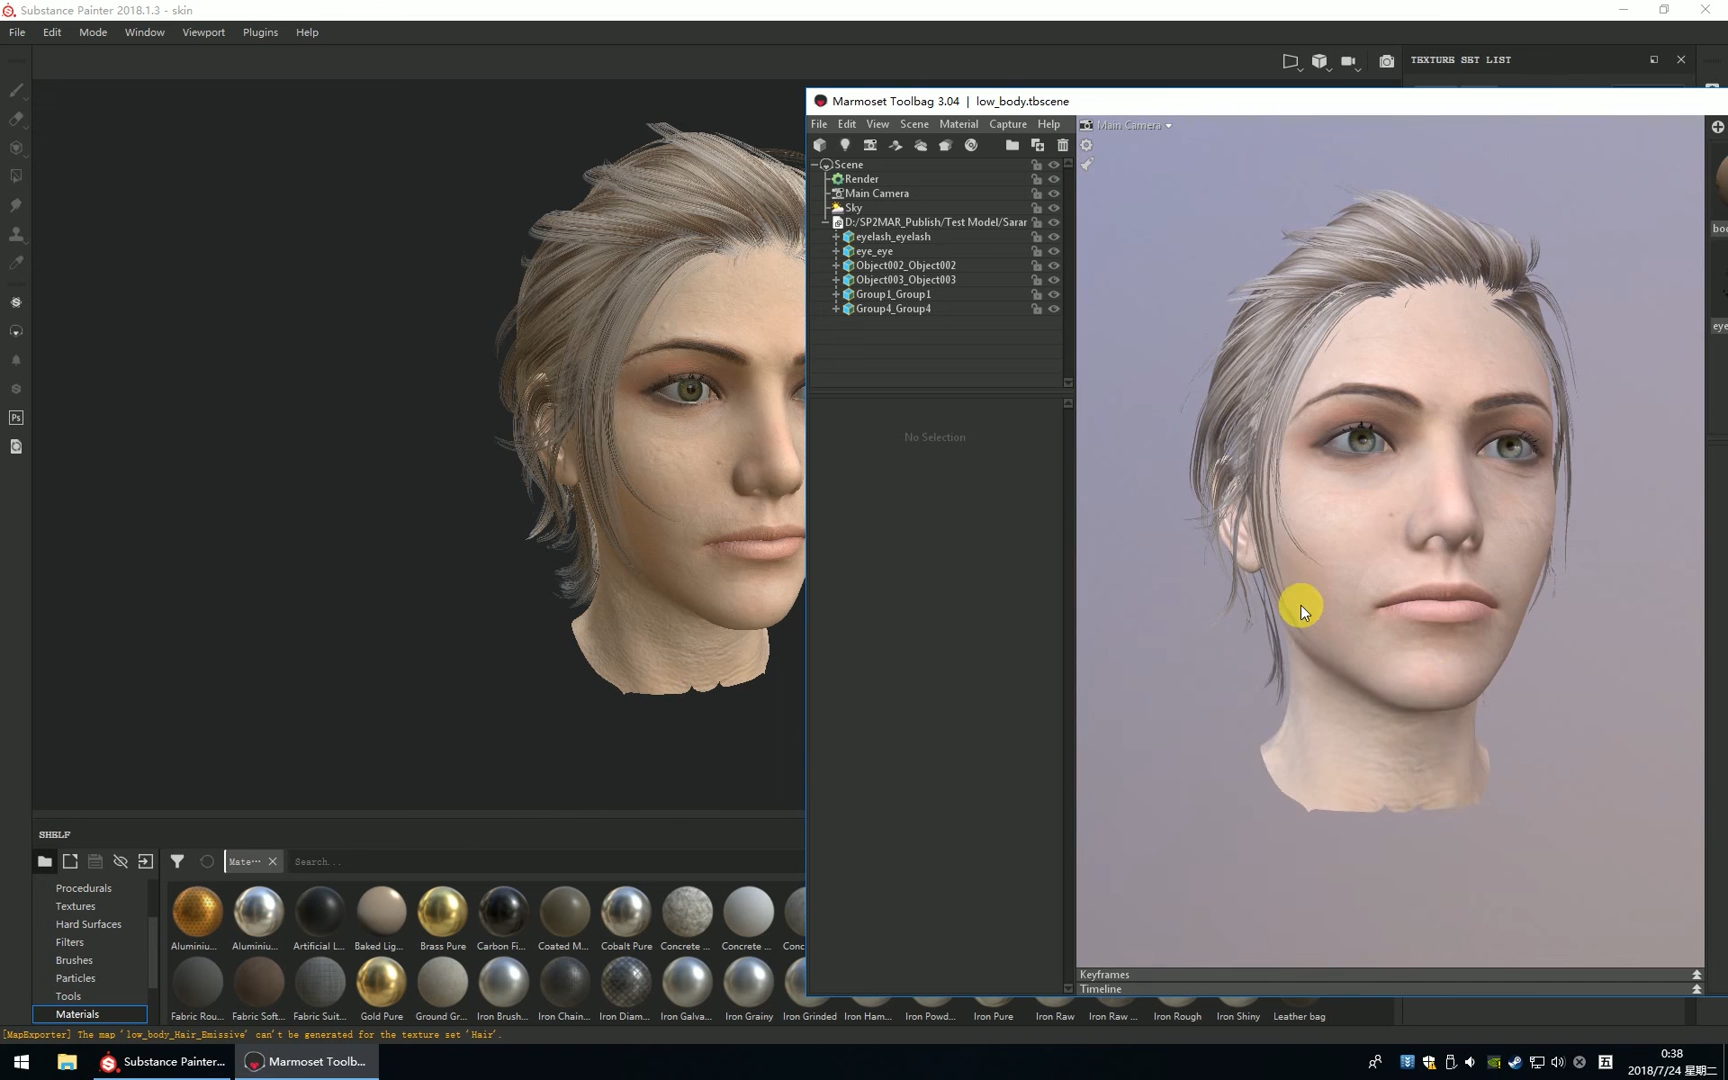 Substance Painter 2018.1.3 - skin
File Edit Mode Window Viewport Plugins Help
TEXTURE SET LIST
Marmoset Toolbag 3.04 | low_body.tbscene
File Edit View Scene Material Capture Help
Main Camera
Scene
Render
Main Camera
Sky
D:/SP2MAR_Publish/Test Model/Sarar
eyelash_eyelash
eye_eye
Object002_Object002
Object003_Object003
Group1_Group1
Group4_Group4
No Selection
Ps
Keyframes
Timeline
SHELF
Mate··· Search...
Procedurals
Textures
Hard Surfaces
Filters
Brushes
Particles
Tools
Materials
Aluminiu... Aluminiu... Artificial L... Baked Lig... Brass Pure Carbon Fi... Coated M... Cobalt Pure Concrete ... Concrete ... Conc
Fabric Rou... Fabric Soft... Fabric Suit... Gold Pure Ground Gr... Iron Brush... Iron Chain... Iron Diam... Iron Galva... Iron Grainy Iron Grinded Iron Ham... Iron Powd... Iron Pure Iron Raw Iron Raw ... Iron Rough Iron Shiny Leather bag
[MapExporter] The map 'low_body_Hair_Emissive' can't be generated for the texture set 'Hair'.
Substance Painter... Marmoset Toolb...
五
0:38
2018/7/24 星期二